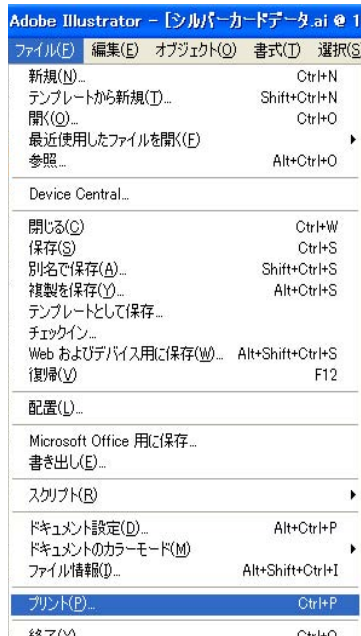 Adobe Illustrator - [シルバーカードデータ.ai @ 1
ファイル(F) 編集(E) オブジェクト(O) 書式(T) 選択(S
新規(N)... Ctrl+N
テンプレートから新規(T)... Shift+Ctrl+N
開く(O)... Ctrl+O
最近使用したファイルを開く(F)
参照... Alt+Ctrl+O
Device Central...
閉じる(C) Ctrl+W
保存(S) Ctrl+S
別名で保存(A)... Shift+Ctrl+S
複製を保存(Y)... Alt+Ctrl+S
テンプレートとして保存...
チェックイン...
Web およびデバイス用に保存(W)... Alt+Shift+Ctrl+S
復帰(V) F12
配置(L)...
Microsoft Office 用に保存...
書き出し(E)...
スクリプト(R)
ドキュメント設定(D)... Alt+Ctrl+P
ドキュメントのカラーモード(M)
ファイル情報(I)... Alt+Shift+Ctrl+I
プリント(P)... Ctrl+P
終了(X) Ctrl+Q